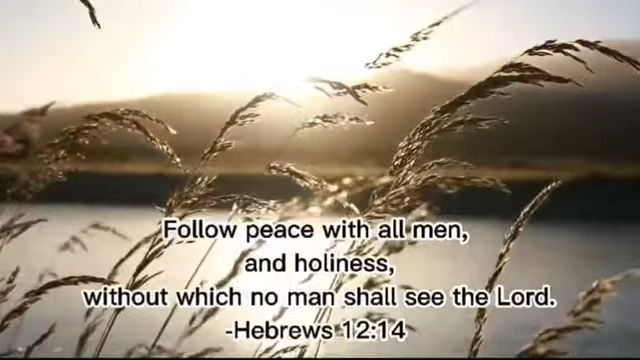 Follow peace with all men,
and holiness,
without which no man shall see the Lord.
-Hebrews 12:14